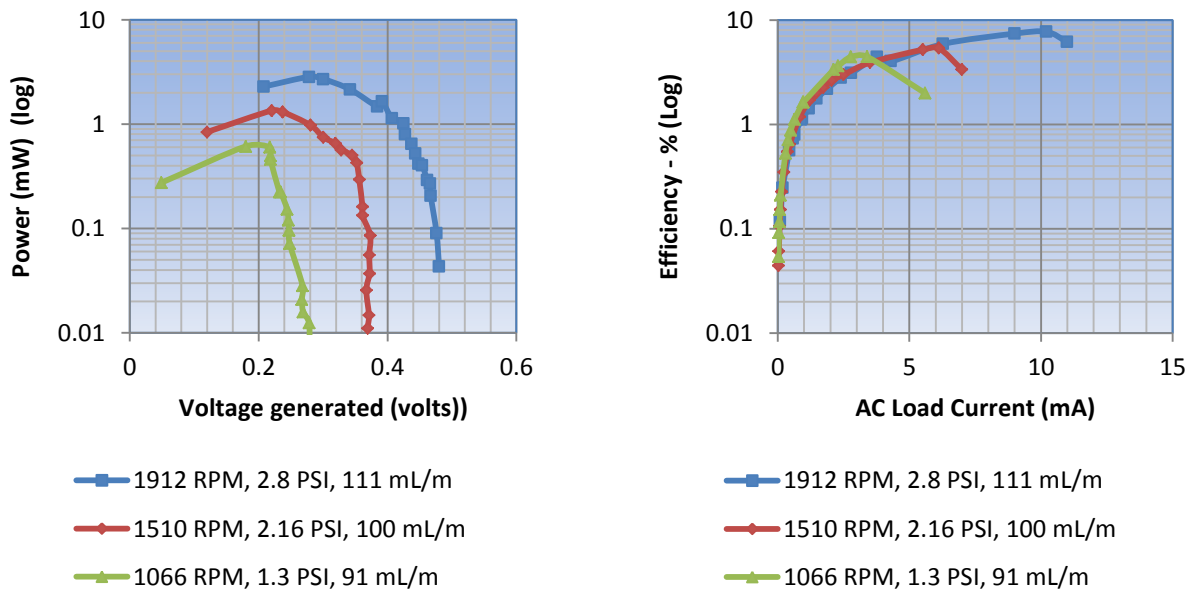 Power (mW) (log)
10
1
0.1
0.01
0
0.2
0.4
0.6
Voltage generated (volts))
1912 RPM, 2.8 PSI, 111 mL/m
1510 RPM, 2.16 PSI, 100 mL/m
1066 RPM, 1.3 PSI, 91 mL/m
Efficiency - % (Log)
10
1
0.1
0.01
0
5
10
15
AC Load Current (mA)
1912 RPM, 2.8 PSI, 111 mL/m
1510 RPM, 2.16 PSI, 100 mL/m
1066 RPM, 1.3 PSI, 91 mL/m